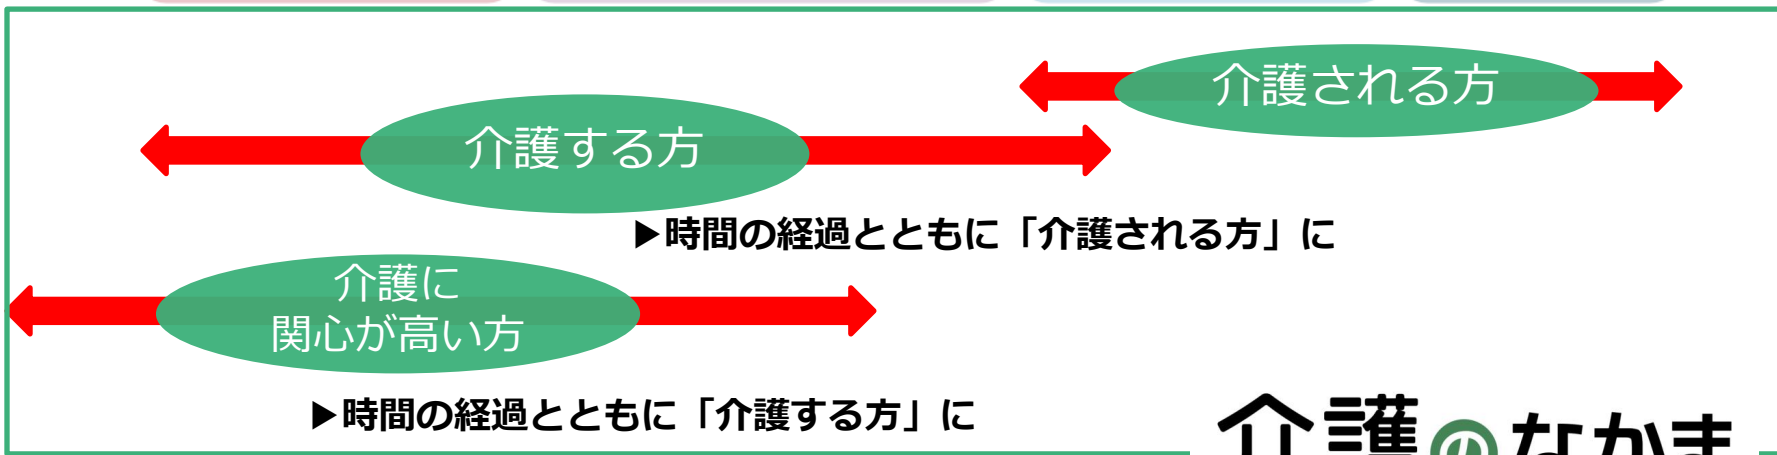 介護される方
介護する方
▶時間の経過とともに「介護される方」に
介護に
関心が高い方
▶時間の経過とともに「介護する方」に
介護のなかま